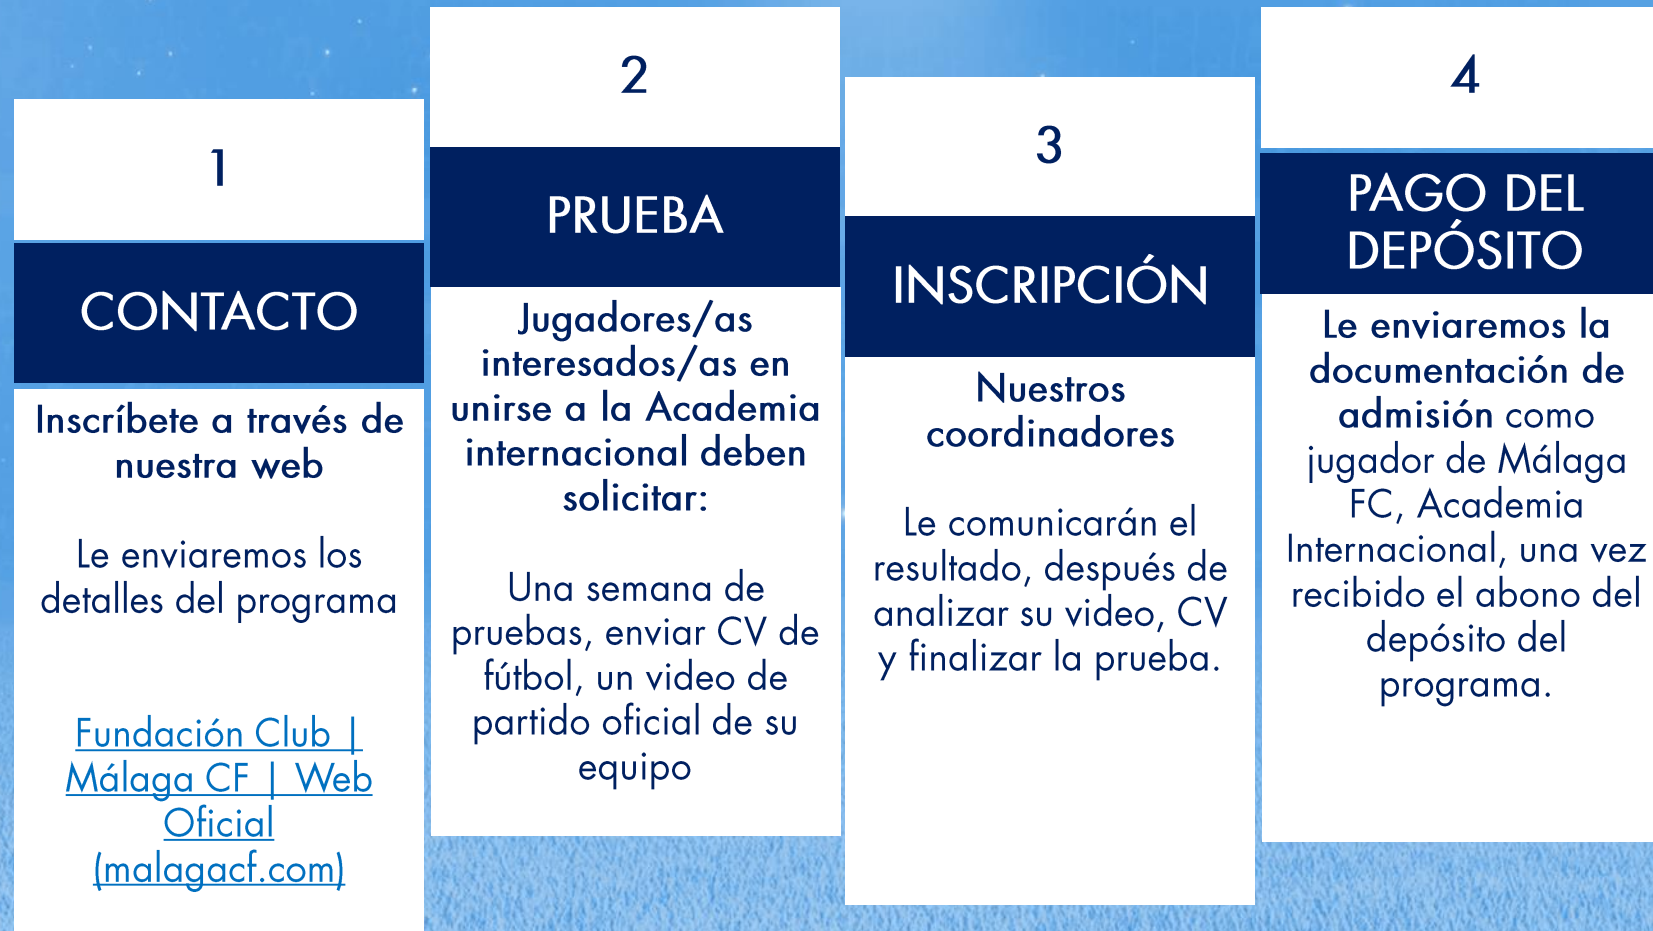 1
CONTACTO
Inscríbete a través de
nuestra web
Le enviaremos los
detalles del programa
Fundación Club |
Málaga CF | Web
Oficial
(malagacf.com)
2
PRUEBA
Jugadores/as
interesados/as en
unirse a la Academia
internacional deben
solicitar:
Una semana de
pruebas, enviar CV de
fútbol, un video de
partido oficial de su
equipo
3
INSCRIPCIÓN
Nuestros
coordinadores
Le comunicarán el
resultado, después de
analizar su video, CV
y finalizar la prueba.
4
PAGO DEL
DEPÓSITO
Le enviaremos la
documentación de
admisión como
jugador de Málaga
FC, Academia
Internacional, una vez
recibido el abono del
depósito del
programa.